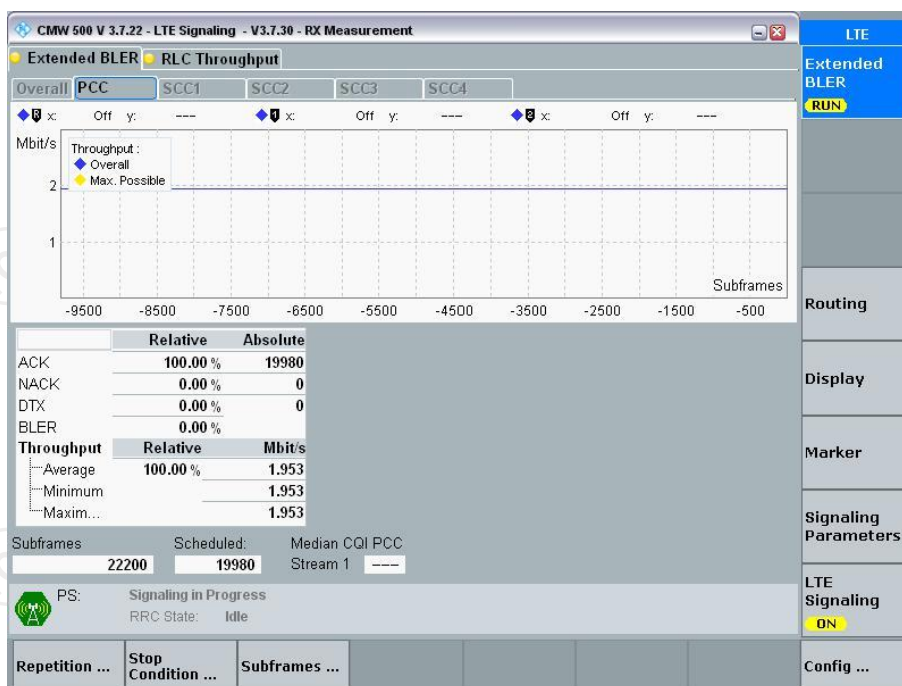 CMW 500 V 3.7.22 - LTE Signaling - V3.7.30 - RX Measurement
LTE
Extended BLER RLC Throughput
Extended
BLER
RUN
Overall PCC SCC1 SCC2 SCC3 SCC4
R x: Off y: --- 1 x: Off y: --- 2 x: Off y: ---
Mbit/s
Throughput :
Overall
Max. Possible
2
1
Subframes
-9500 -8500 -7500 -6500 -5500 -4500 -3500 -2500 -1500 -500
Routing
Display
Marker
Signaling
Parameters
LTE
Signaling
ON
Relative Absolute
ACK 100.00 % 19980
NACK 0.00 % 0
DTX 0.00 % 0
BLER 0.00 %
Throughput Relative Mbit/s
Average 100.00 % 1.953
Minimum 1.953
Maxim... 1.953
Subframes Scheduled: Median CQI PCC
22200 19980 Stream 1 ---
PS: Signaling in Progress
RRC State: Idle
Repetition ... Stop Condition ... Subframes ... Config ...